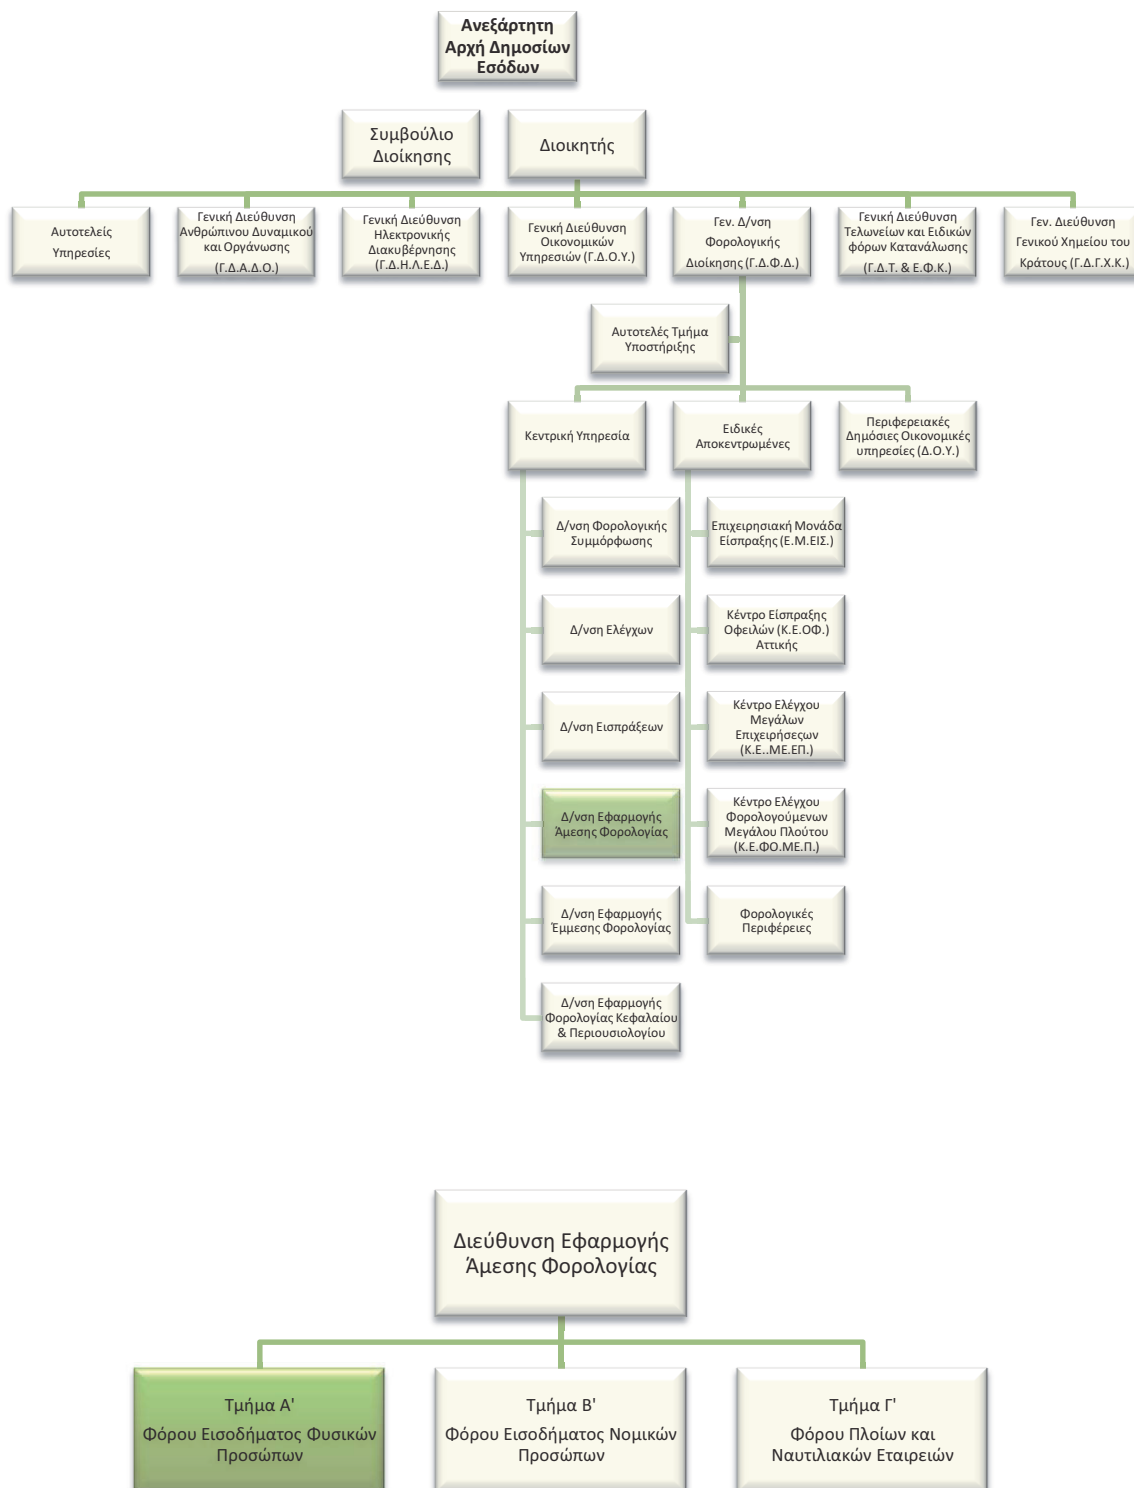 Ανεξάρτητη
Αρχή Δημοσίων
Εσόδων
Συμβούλιο
Διοίκησης
Διοικητής
Αυτοτελείς
Υπηρεσίες
Γενική Διεύθυνση
Ανθρώπινου Δυναμικού
και Οργάνωσης
(Γ.Δ.Α.Δ.Ο.)
Γενική Διεύθυνση
Ηλεκτρονικής
Διακυβέρνησης
(Γ.Δ.Η.Λ.Ε.Δ.)
Γενική Διεύθυνση
Οικονομικών
Υπηρεσιών (Γ.Δ.Ο.Υ.)
Γεν. Δ/νση
Φορολογικής
Διοίκησης (Γ.Δ.Φ.Δ.)
Γενική Διεύθυνση
Τελωνείων και Ειδικών
φόρων Κατανάλωσης
(Γ.Δ.Τ. & Ε.Φ.Κ.)
Γεν. Διεύθυνση
Γενικού Χημείου του
Κράτους (Γ.Δ.Γ.Χ.Κ.)
Αυτοτελές Τμήμα
Υποστήριξης
Κεντρική Υπηρεσία
Ειδικές
Αποκεντρωμένες
Περιφερειακές
Δημόσιες Οικονομικές
υπηρεσίες (Δ.Ο.Υ.)
Δ/νση Φορολογικής
Συμμόρφωσης
Επιχειρησιακή Μονάδα
Είσπραξης (Ε.Μ.ΕΙΣ.)
Δ/νση Ελέγχων
Κέντρο Είσπραξης
Οφειλών (Κ.Ε.ΟΦ.)
Αττικής
Δ/νση Εισπράξεων
Κέντρο Ελέγχου
Μεγάλων
Επιχειρήσεςων
(Κ.Ε..ΜΕ.ΕΠ.)
Δ/νση Εφαρμογής
Άμεσης Φορολογίας
Κέντρο Ελέγχου
Φορολογούμενων
Μεγάλου Πλούτου
(Κ.Ε.ΦΟ.ΜΕ.Π.)
Δ/νση Εφαρμογής
Έμμεσης Φορολογίας
Φορολογικές
Περιφέρειες
Δ/νση Εφαρμογής
Φορολογίας Κεφαλαίου
& Περιουσιολογίου
Διεύθυνση Εφαρμογής
Άμεσης Φορολογίας
Τμήμα Α'
Φόρου Εισοδήματος Φυσικών
Προσώπων
Τμήμα Β'
Φόρου Εισοδήματος Νομικών
Προσώπων
Τμήμα Γ'
Φόρου Πλοίων και
Ναυτιλιακών Εταιρειών